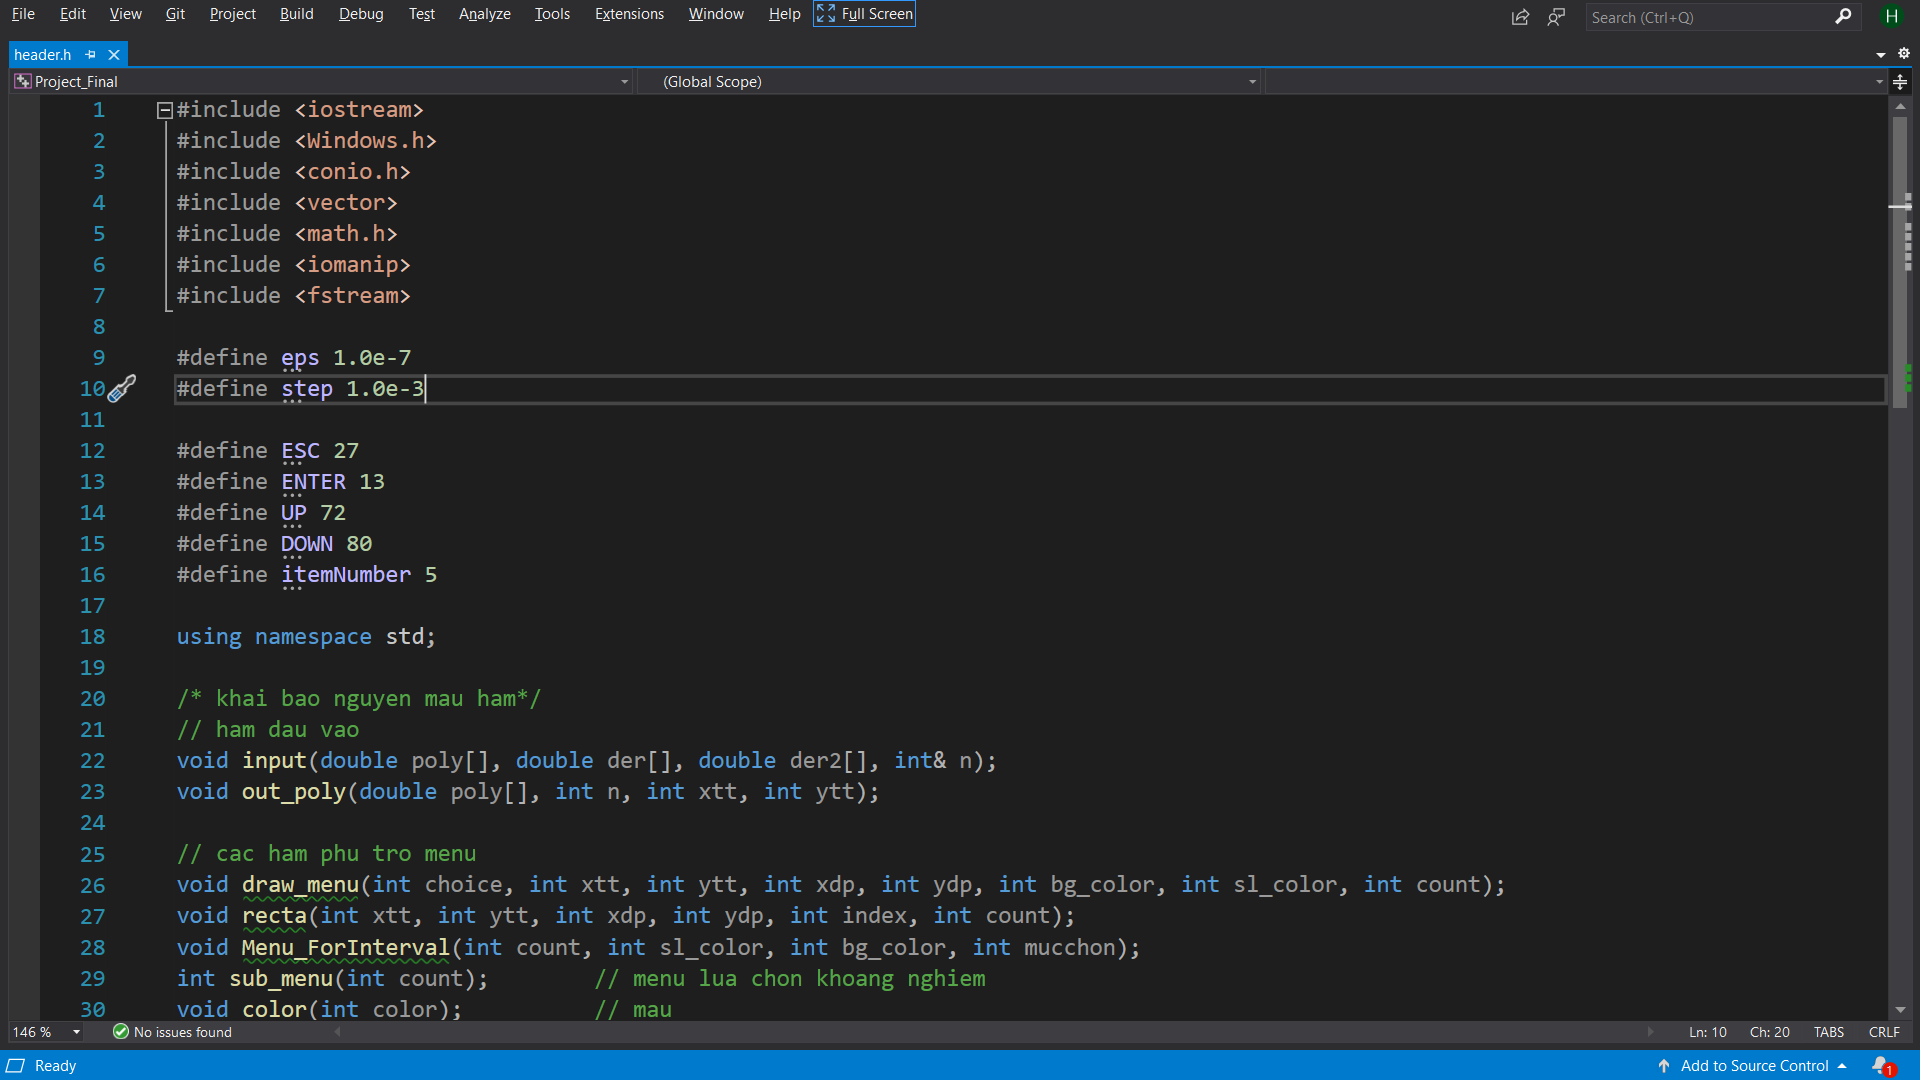 File Edit View Git Project Build Debug Test Analyze Tools Extensions Window Help Full Screen Search (Ctrl+Q) H
header.h
Project_Final (Global Scope)
1 #include <iostream>
2 #include <Windows.h>
3 #include <conio.h>
4 #include <vector>
5 #include <math.h>
6 #include <iomanip>
7 #include <fstream>
8
9 #define eps 1.0e-7
10 #define step 1.0e-3
11
12 #define ESC 27
13 #define ENTER 13
14 #define UP 72
15 #define DOWN 80
16 #define itemNumber 5
17
18 using namespace std;
19
20 /* khai bao nguyen mau ham*/
21 // ham dau vao
22 void input(double poly[], double der[], double der2[], int& n);
23 void out_poly(double poly[], int n, int xtt, int ytt);
24
25 // cac ham phu tro menu
26 void draw_menu(int choice, int xtt, int ytt, int xdp, int ydp, int bg_color, int sl_color, int count);
27 void recta(int xtt, int ytt, int xdp, int ydp, int index, int count);
28 void Menu_ForInterval(int count, int sl_color, int bg_color, int mucchon);
29 int sub_menu(int count); // menu lua chon khoang nghiem
30 void color(int color); // mau
146 % No issues found Ln: 10 Ch: 20 TABS CRLF
Ready Add to Source Control 1